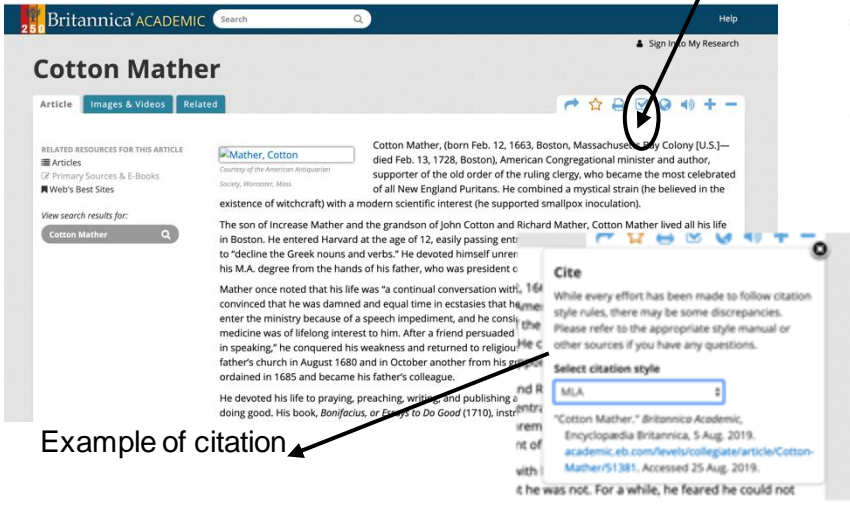 Britannica ACADEMIC
250
Search
Help
Sign In to My Research
Cotton Mather
Article Images & Videos Related
RELATED RESOURCES FOR THIS ARTICLE
Articles
Primary Sources & E-Books
Web's Best Sites
View search results for:
Cotton Mather
Mather, Cotton
Courtesy of the American Antiquarian
Society, Worcester, Mass.
Cotton Mather, (born Feb. 12, 1663, Boston, Massachusetts Bay Colony [U.S.]—
died Feb. 13, 1728, Boston), American Congregational minister and author,
supporter of the old order of the ruling clergy, who became the most celebrated
of all New England Puritans. He combined a mystical strain (he believed in the
existence of witchcraft) with a modern scientific interest (he supported smallpox inoculation).
The son of Increase Mather and the grandson of John Cotton and Richard Mather, Cotton Mather lived all his life
in Boston. He entered Harvard at the age of 12, easily passing ent
to "decline the Greek nouns and verbs." He devoted himself unrem
his M.A. degree from the hands of his father, who was president o
Mather once noted that his life was "a continual conversation with
convinced that he was damned and equal time in ecstasies that he
enter the ministry because of a speech impediment, and he consi
medicine was of lifelong interest to him. After a friend persuaded
in speaking," he conquered his weakness and returned to religiou
father's church in August 1680 and in October another from his g
ordained in 1685 and became his father's colleague.
He devoted his life to praying, preaching, writing, and publishing a
doing good. His book, Bonifacius, or Essays to Do Good (1710), instr
Cite
While every effort has been made to follow citation
style rules, there may be some discrepancies.
Please refer to the appropriate style manual or
other sources if you have any questions.
Select citation style
MLA
"Cotton Mather." Britannica Academic,
Encyclopædia Britannica, 5 Aug. 2019.
academic.eb.com/levels/collegiate/article/Cotton-
Mather/51381. Accessed 25 Aug. 2019.
t he was not. For a while, he feared he could not
Example of citation